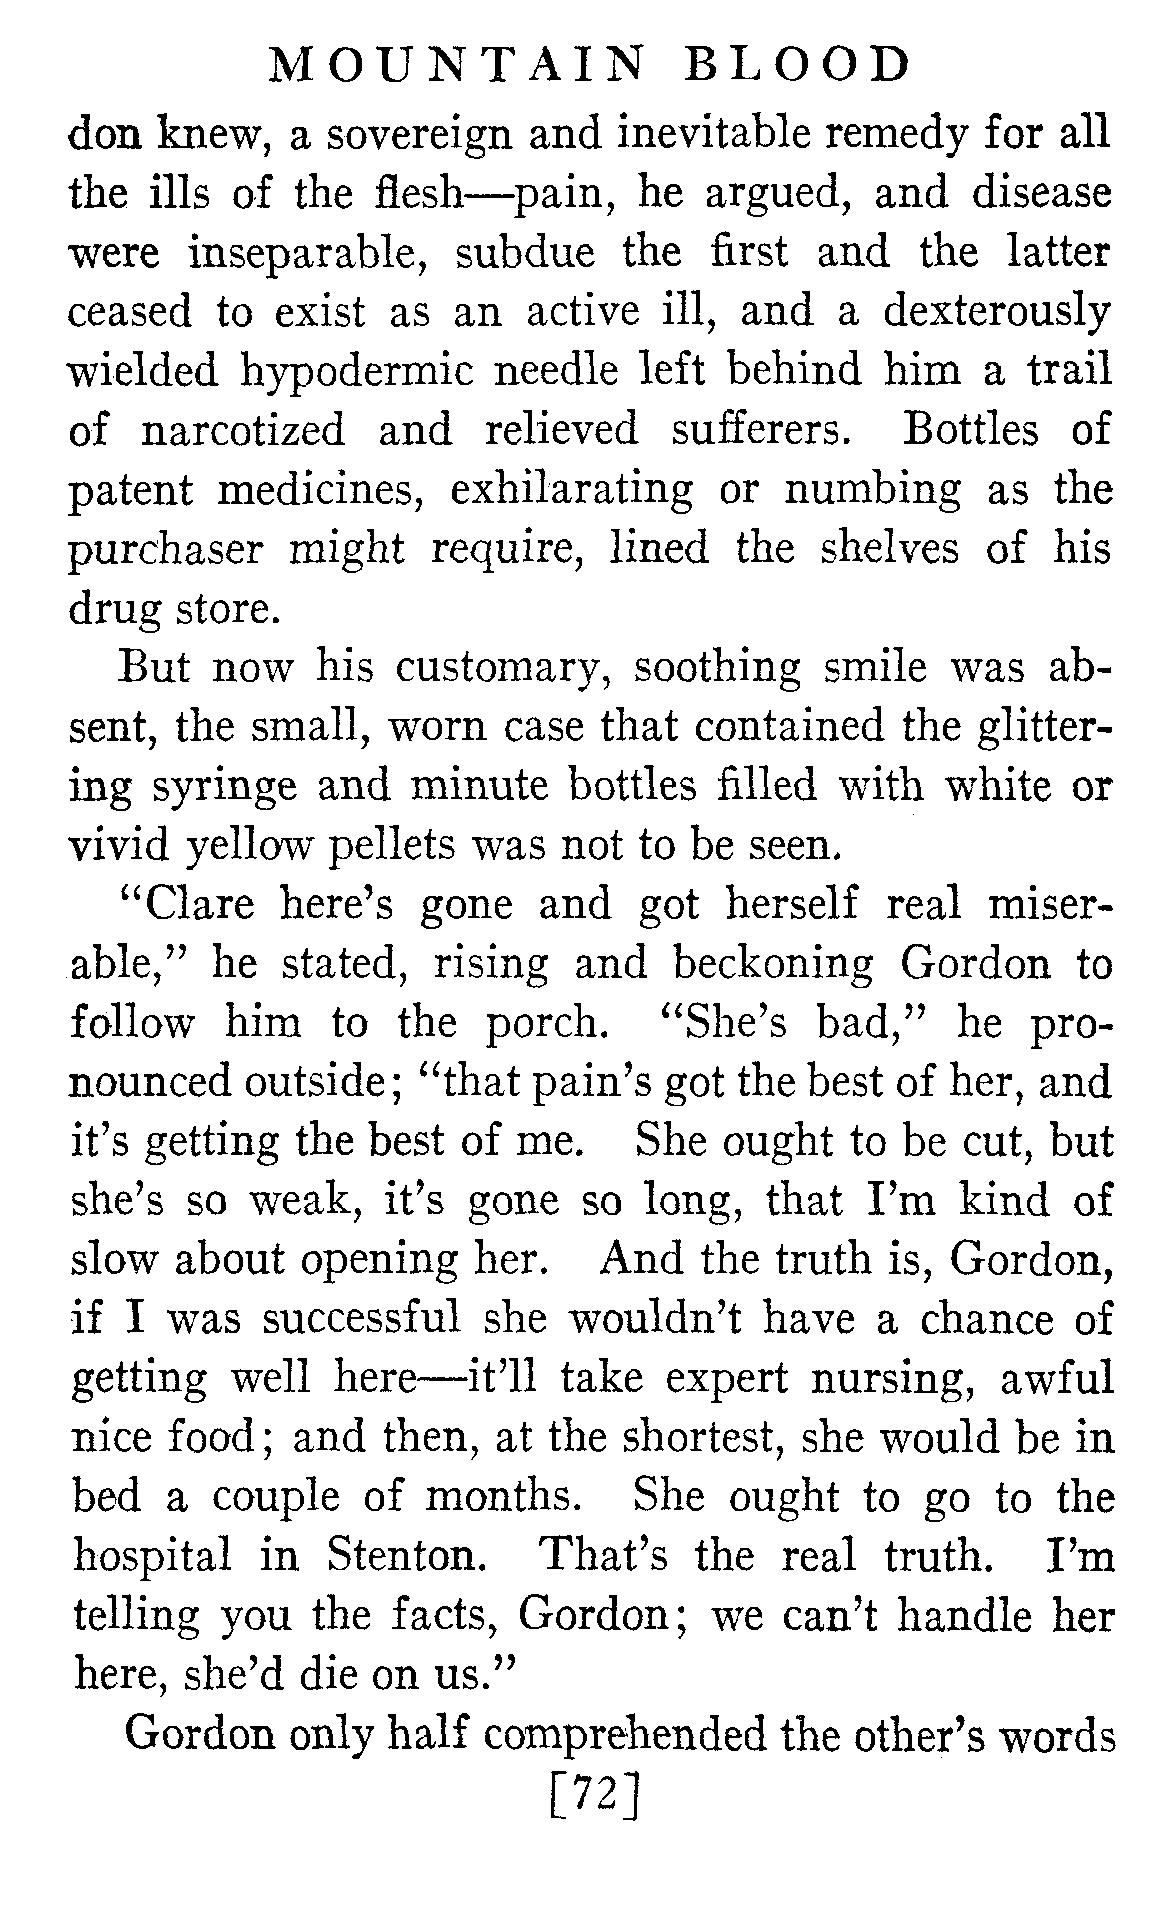 MOUNTAIN BLOOD
don knew, a sovereign and inevitable remedy for all
the ills of the flesh—pain, he argued, and disease
were inseparable, subdue the first and the latter
ceased to exist as an active ill, and a dexterously
wielded hypodermic needle left behind him a trail
of narcotized and relieved sufferers. Bottles of
patent medicines, exhilarating or numbing as the
purchaser might require, lined the shelves of his
drug store.
But now his customary, soothing smile was ab-
sent, the small, worn case that contained the glitter-
ing syringe and minute bottles filled with white or
vivid yellow pellets was not to be seen.
“Clare here’s gone and got herself real miser-
able,” he stated, rising and beckoning Gordon to
follow him to the porch. “She’s bad,” he pro-
nounced outside; “that pain’s got the best of her, and
it’s getting the best of me. She ought to be cut, but
she’s so weak, it’s gone so long, that I’m kind of
slow about opening her. And the truth is, Gordon,
if I was successful she wouldn’t have a chance of
getting well here—it’ll take expert nursing, awful
nice food; and then, at the shortest, she would be in
bed a couple of months. She ought to go to the
hospital in Stenton. That’s the real truth. I’m
telling you the facts, Gordon; we can’t handle her
here, she’d die on us.”
Gordon only half comprehended the other’s words
[72]